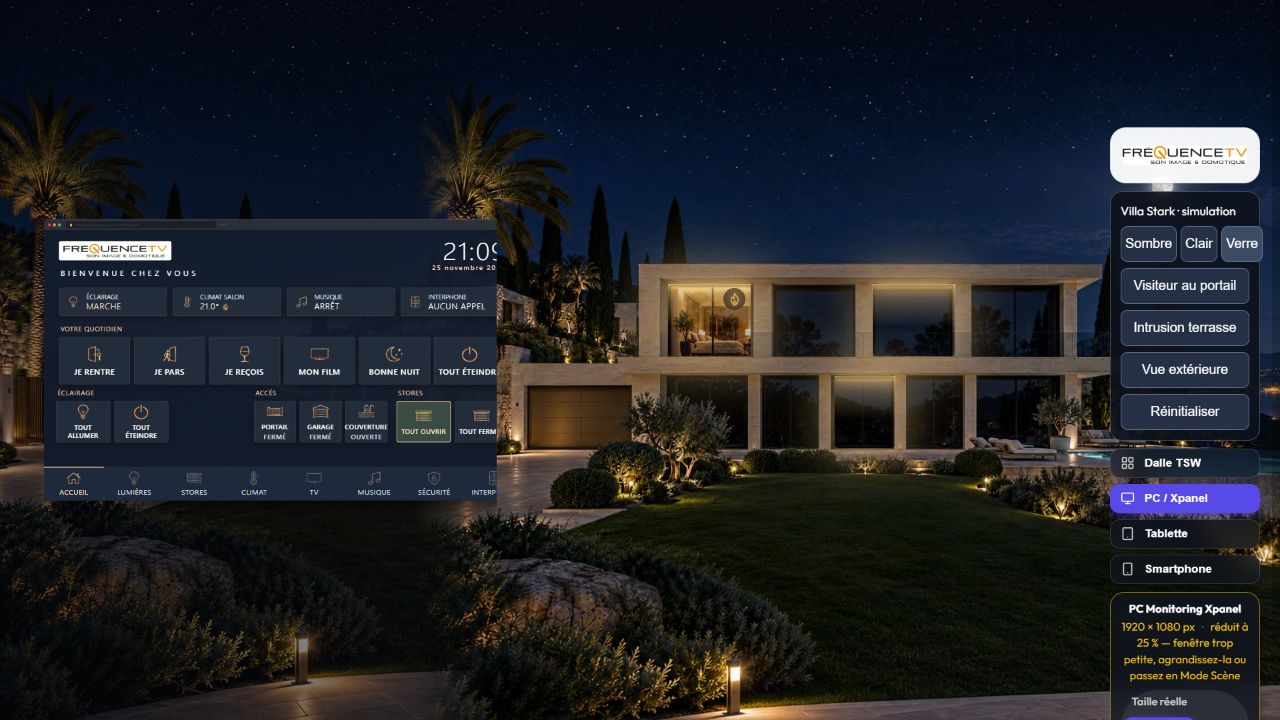 FREQUENCETV
SON IMAGE & DOMOTIQUE
BIENVENUE CHEZ VOUS
21:09
25 novembre 20
ÉCLAIRAGE
MARCHE
CLIMAT SALON
21.0°
MUSIQUE
ARRÊT
INTERPHONE
AUCUN APPEL
VOTRE QUOTIDIEN
JE RENTRE
JE PARS
JE REÇOIS
MON FILM
BONNE NUIT
TOUT ÉTEINDR
ÉCLAIRAGE
ACCÈS
STORES
TOUT
ALLUMER
TOUT
ÉTEINDRE
PORTAIL
FERMÉ
GARAGE
FERMÉ
COUVERTURE
OUVERTE
TOUT OUVRIR
TOUT FERM
ACCUEIL
LUMIÈRES
STORES
CLIMAT
TV
MUSIQUE
SÉCURITÉ
INTERP
FRÉQUENCETV
SON IMAGE & DOMOTIQUE
Villa Stark · simulation
Sombre
Clair
Verre
Visiteur au portail
Intrusion terrasse
Vue extérieure
Réinitialiser
Dalle TSW
PC / Xpanel
Tablette
Smartphone
PC Monitoring Xpanel
1920 × 1080 px · réduit à
25 % — fenêtre trop
petite, agrandissez-la ou
passez en Mode Scène
Taille réelle